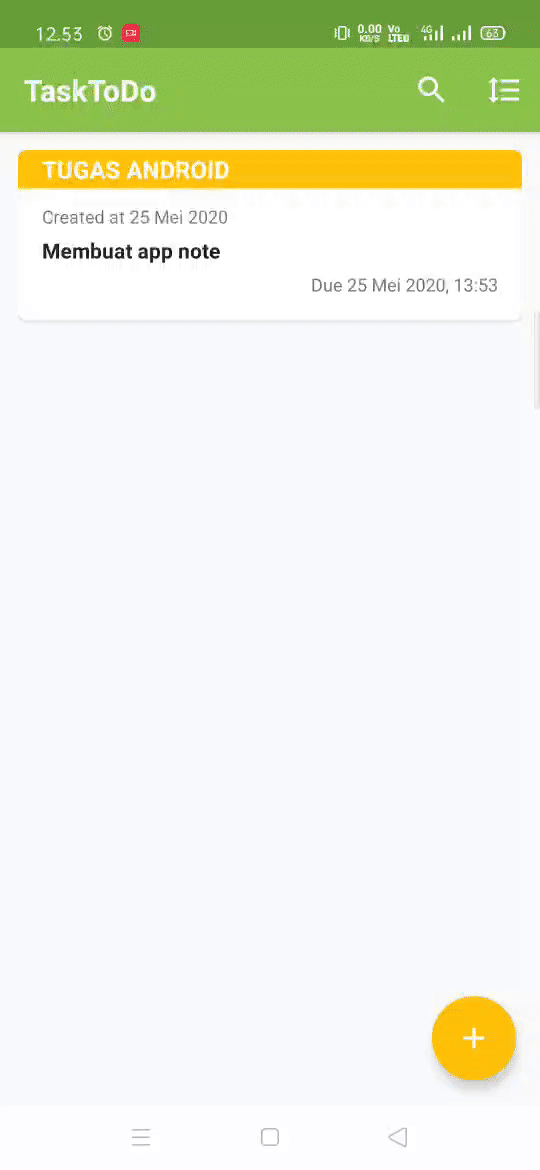 12.53 0.00 KB/S Vo LTE 4G 63
TaskToDo
TUGAS ANDROID
Created at 25 Mei 2020
Membuat app note
Due 25 Mei 2020, 13:53